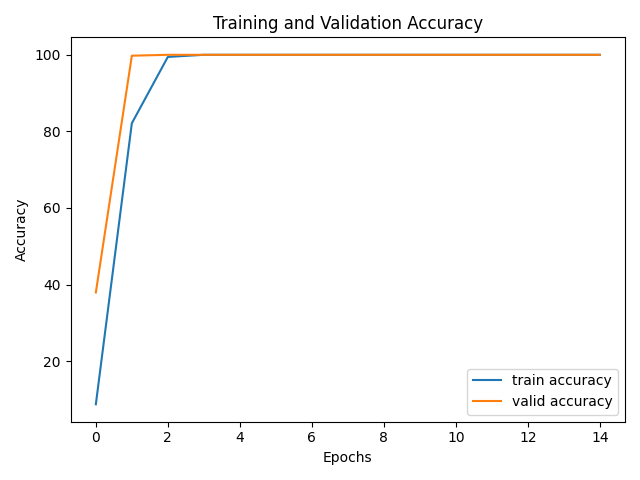 Training and Validation Accuracy
Accuracy
100
80
60
40
20
train accuracy
valid accuracy
0 2 4 6 8 10 12 14
Epochs